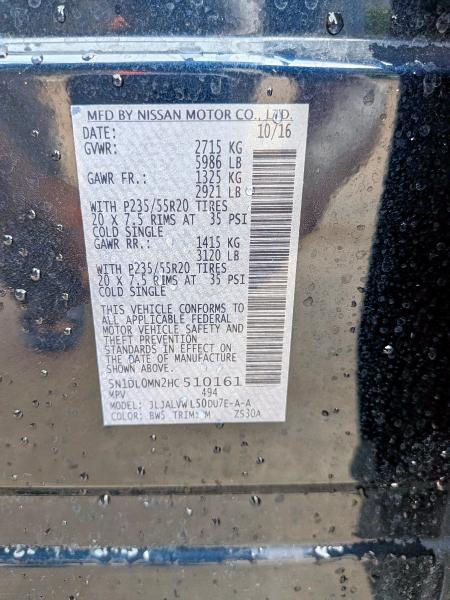 MFD BY NISSAN MOTOR CO., LTD.
DATE: 10/16
GVWR: 2715 KG
5986 LB
GAWR FR.: 1325 KG
2921 LB
WITH P235/55R20 TIRES
20 X 7.5 RIMS AT 35 PSI
COLD SINGLE
GAWR RR.: 1415 KG
3120 LB
WITH P235/55R20 TIRES
20 X 7.5 RIMS AT 35 PSI
COLD SINGLE
THIS VEHICLE CONFORMS TO
ALL APPLICABLE FEDERAL
MOTOR VEHICLE SAFETY AND
THEFT PREVENTION
STANDARDS IN EFFECT ON
THE DATE OF MANUFACTURE
SHOWN ABOVE.
5N1DL0MN2HC510161
MPV 494
MODEL: JLJALVWL50DU7E-A-A
COLOR: BW5 TRIM: M Z530A